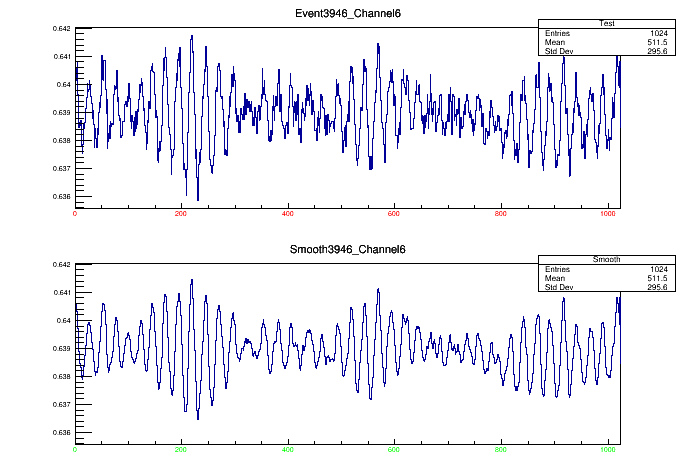 Event3946_Channel6
Test
Entries 1024
Mean 511.5
Std Dev 295.6
0.642
0.641
0.64
0.639
0.638
0.637
0.636
0 200 400 600 800 1000
Smooth3946_Channel6
Smooth
Entries 1024
Mean 511.5
Std Dev 295.6
0.642
0.641
0.64
0.639
0.638
0.637
0.636
0 200 400 600 800 1000